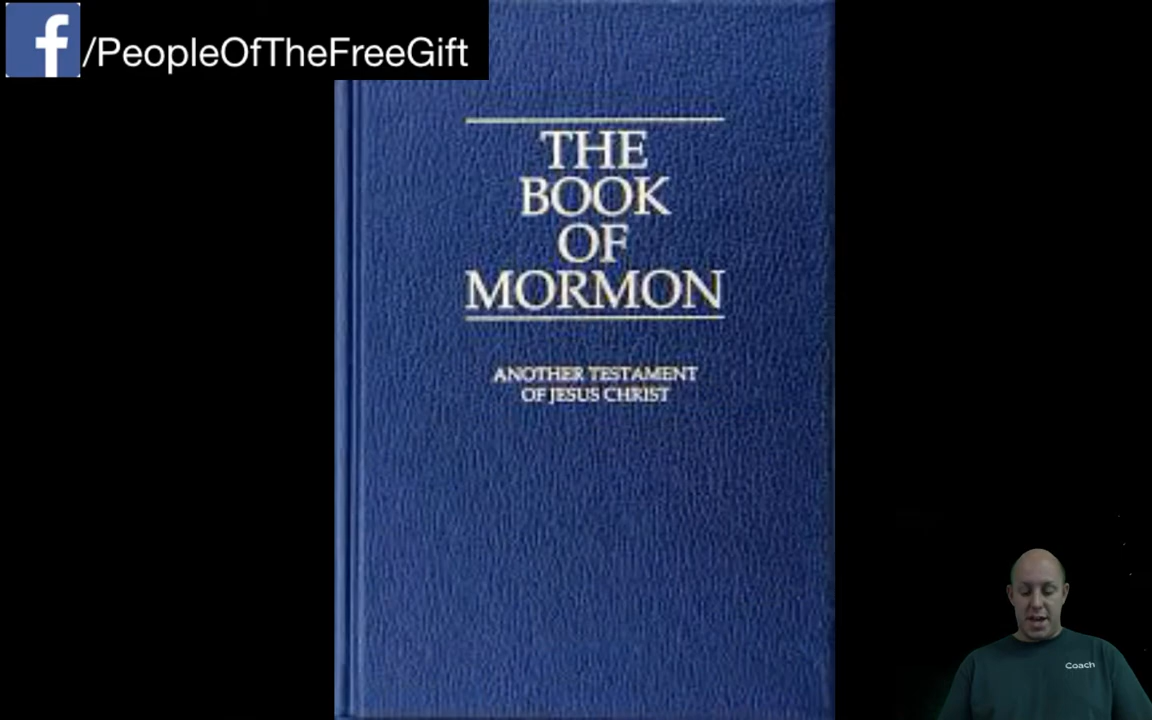 f /PeopleOfTheFreeGift
THE
BOOK
OF
MORMON
ANOTHER TESTAMENT
OF JESUS CHRIST
Coach